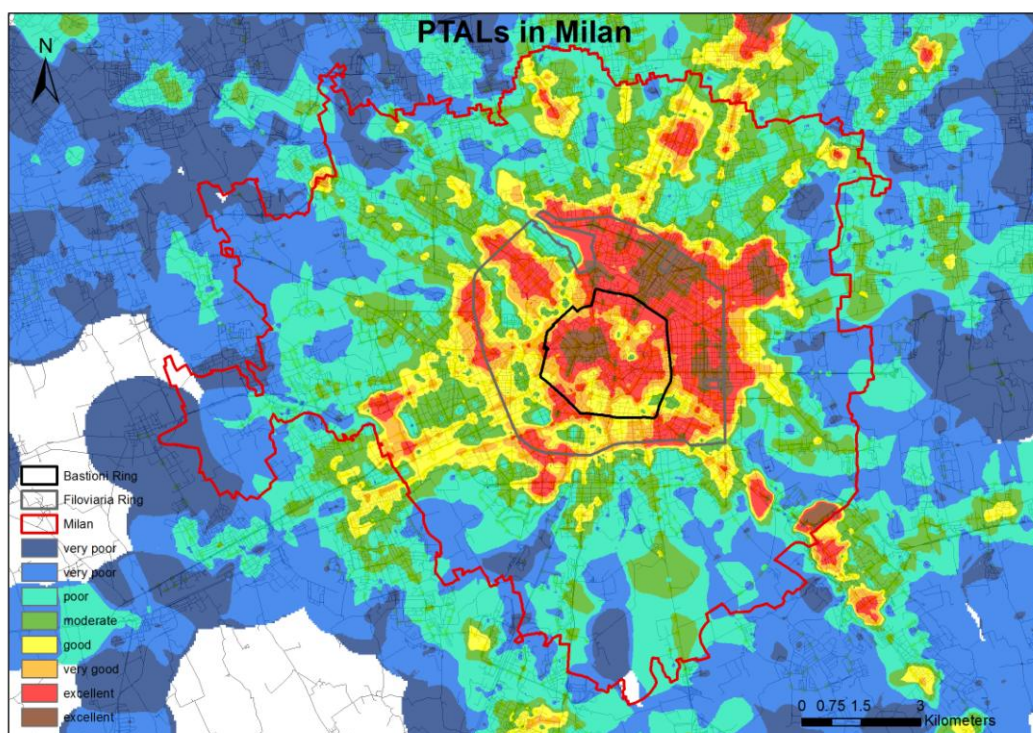 PTALs in Milan
N
Bastioni Ring
Filoviaria Ring
Milan
very poor
very poor
poor
moderate
good
very good
excellent
excellent
0 0.75 1.5 3
Kilometers